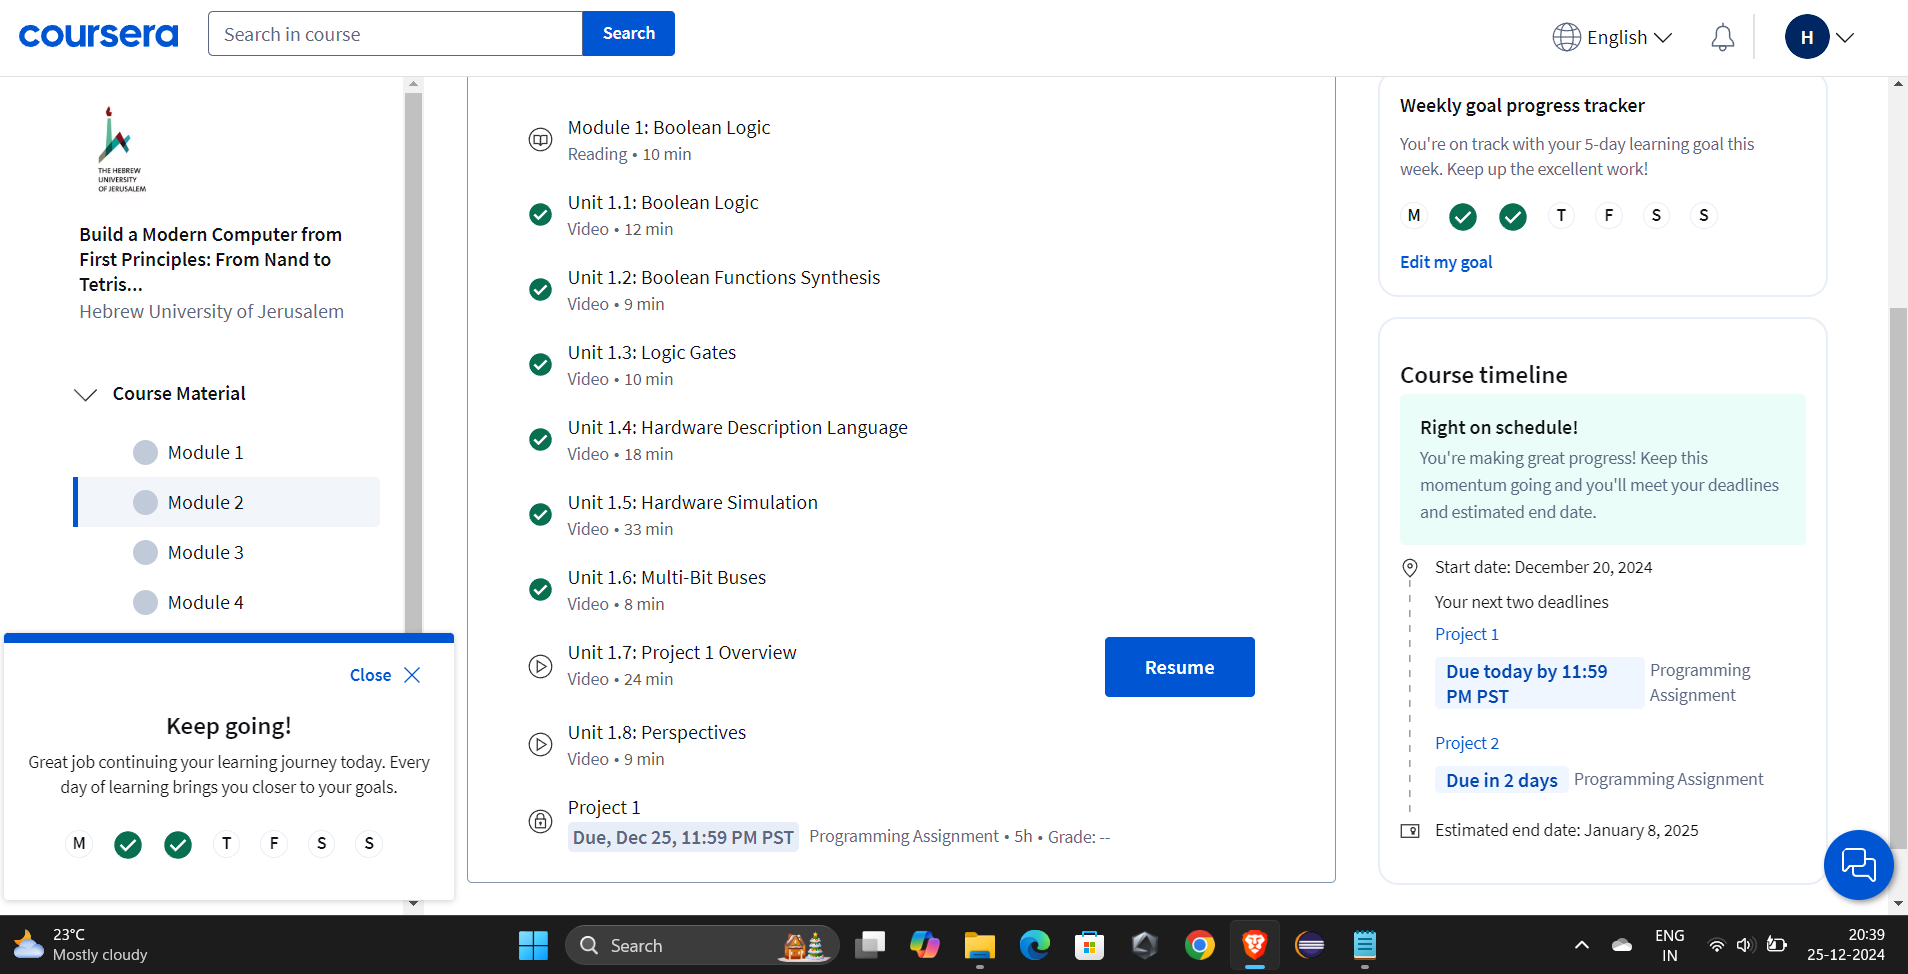 coursera
Search in course
Search
English
H
THE HEBREW
UNIVERSITY
OF JERUSALEM
Build a Modern Computer from
First Principles: From Nand to
Tetris...
Hebrew University of Jerusalem
Course Material
Module 1
Module 2
Module 3
Module 4
Close
Keep going!
Great job continuing your learning journey today. Every
day of learning brings you closer to your goals.
M T F S S
Module 1: Boolean Logic
Reading • 10 min
Unit 1.1: Boolean Logic
Video • 12 min
Unit 1.2: Boolean Functions Synthesis
Video • 9 min
Unit 1.3: Logic Gates
Video • 10 min
Unit 1.4: Hardware Description Language
Video • 18 min
Unit 1.5: Hardware Simulation
Video • 33 min
Unit 1.6: Multi-Bit Buses
Video • 8 min
Unit 1.7: Project 1 Overview
Video • 24 min
Resume
Unit 1.8: Perspectives
Video • 9 min
Project 1
Due, Dec 25, 11:59 PM PST Programming Assignment • 5h • Grade: --
Weekly goal progress tracker
You're on track with your 5-day learning goal this
week. Keep up the excellent work!
M T F S S
Edit my goal
Course timeline
Right on schedule!
You're making great progress! Keep this
momentum going and you'll meet your deadlines
and estimated end date.
Start date: December 20, 2024
Your next two deadlines
Project 1
Due today by 11:59
PM PST
Programming
Assignment
Project 2
Due in 2 days Programming Assignment
Estimated end date: January 8, 2025
23°C
Mostly cloudy
Search
ENG
IN
20:39
25-12-2024